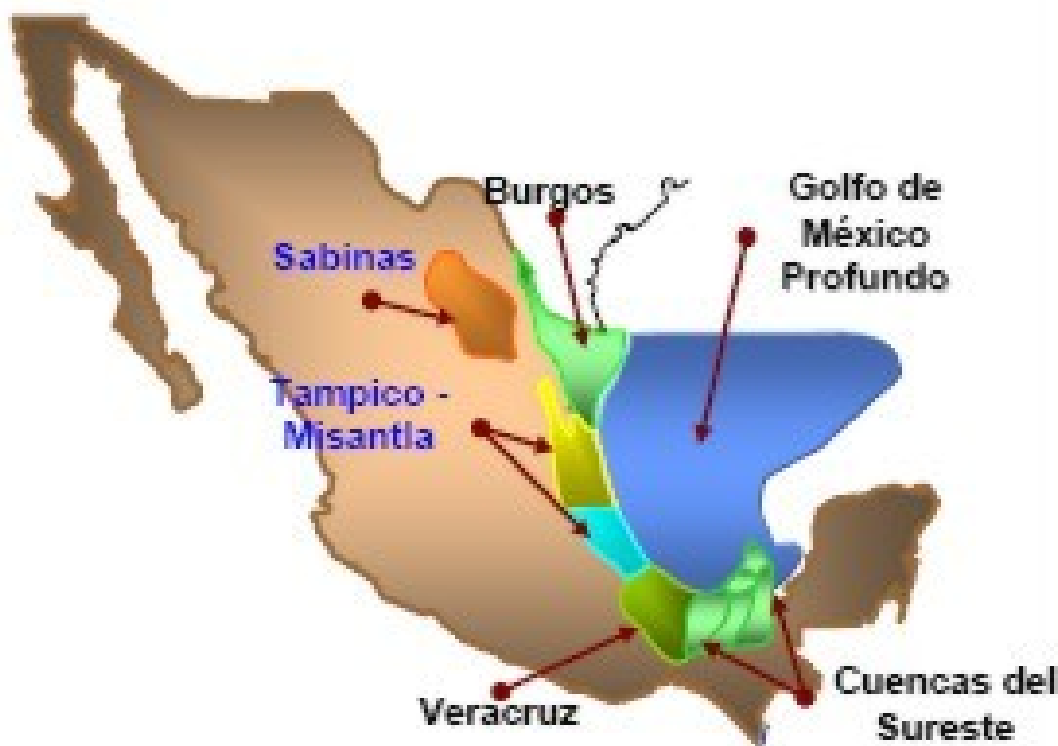 Burgos
Golfo de
México
Profundo
Sabinas
Tampico -
Misantla
Veracruz
Cuencas del
Sureste